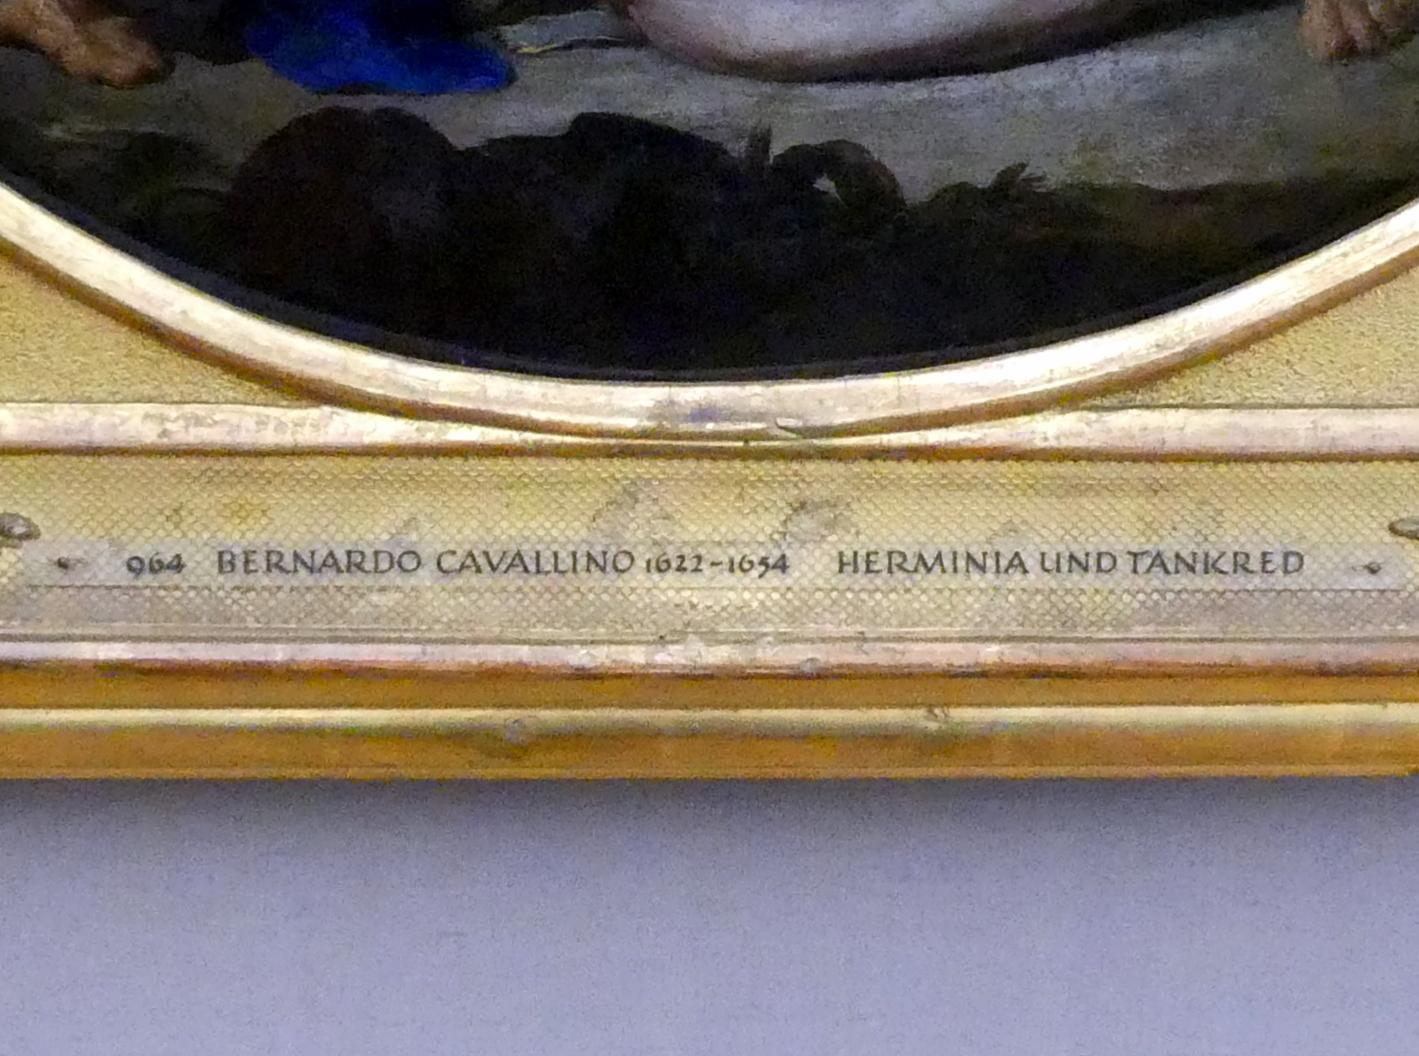 964 BERNARDO CAVALLINO 1622-1654 HERMINIA UND TANKRED